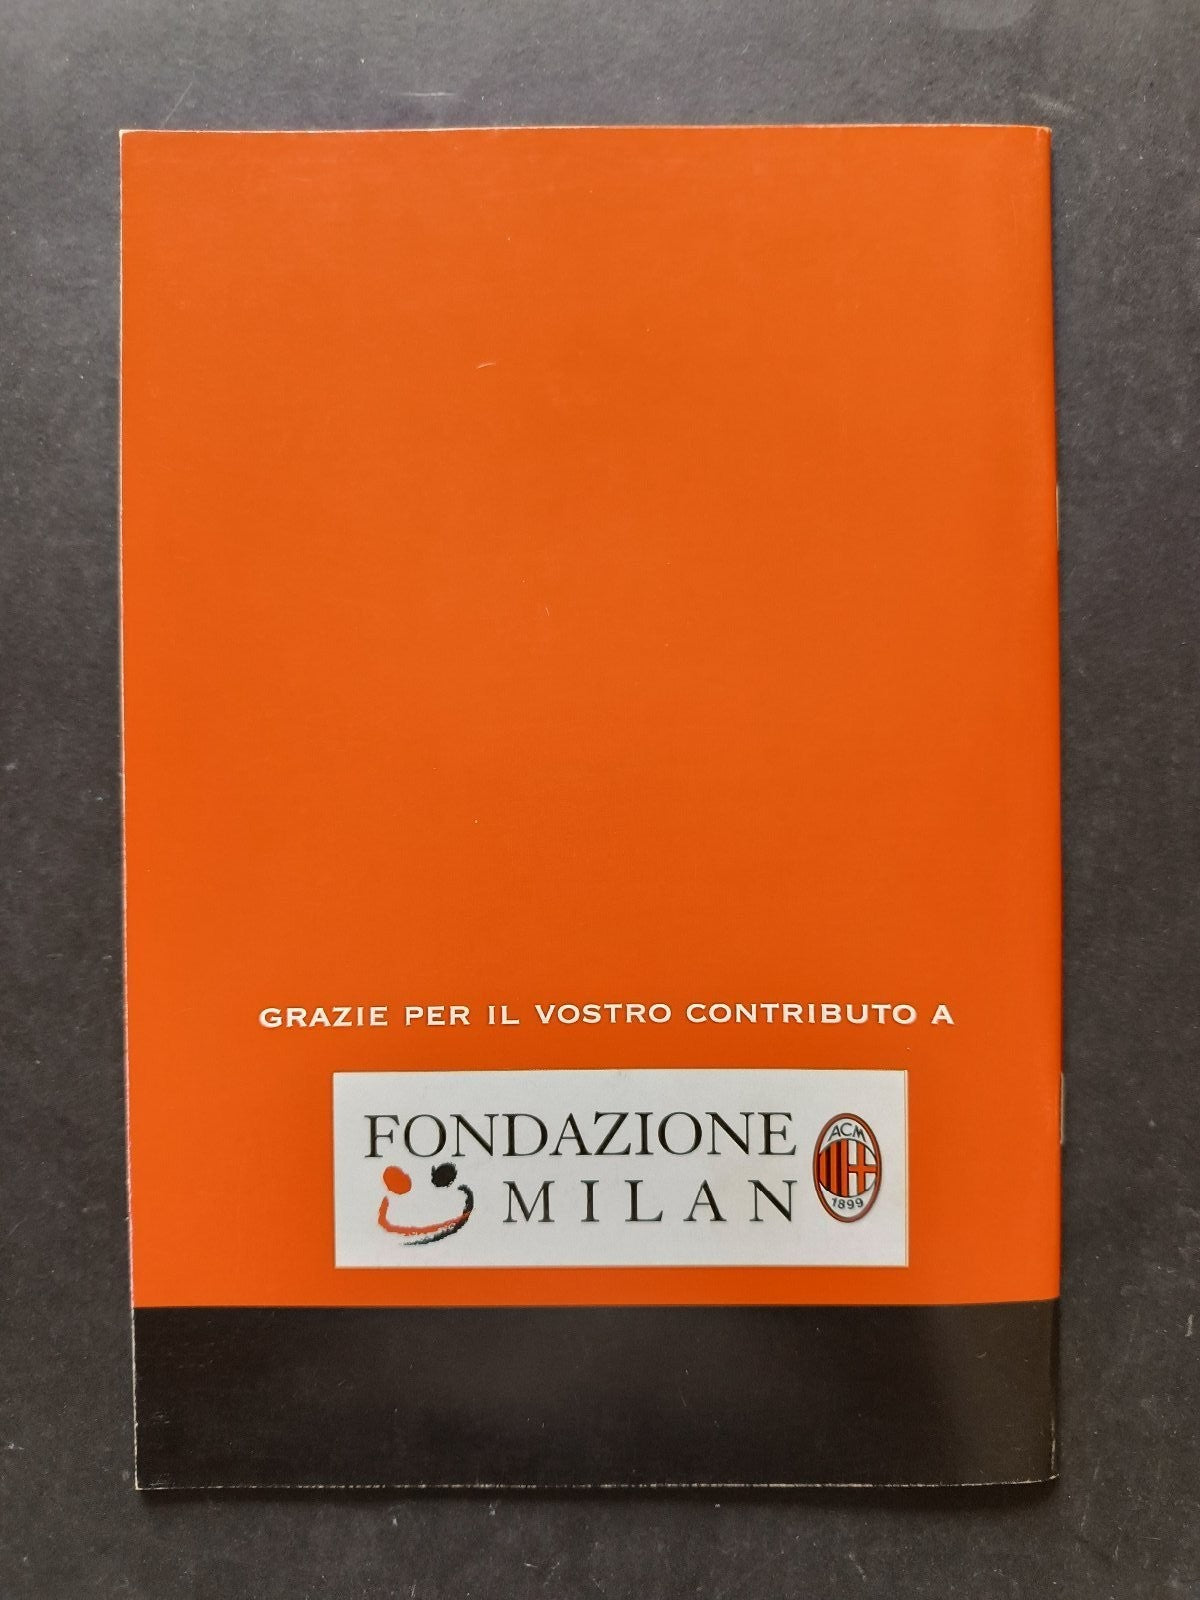 GRAZIE PER IL VOSTRO CONTRIBUTO A
FONDAZIONE
MILAN
ACM
1899